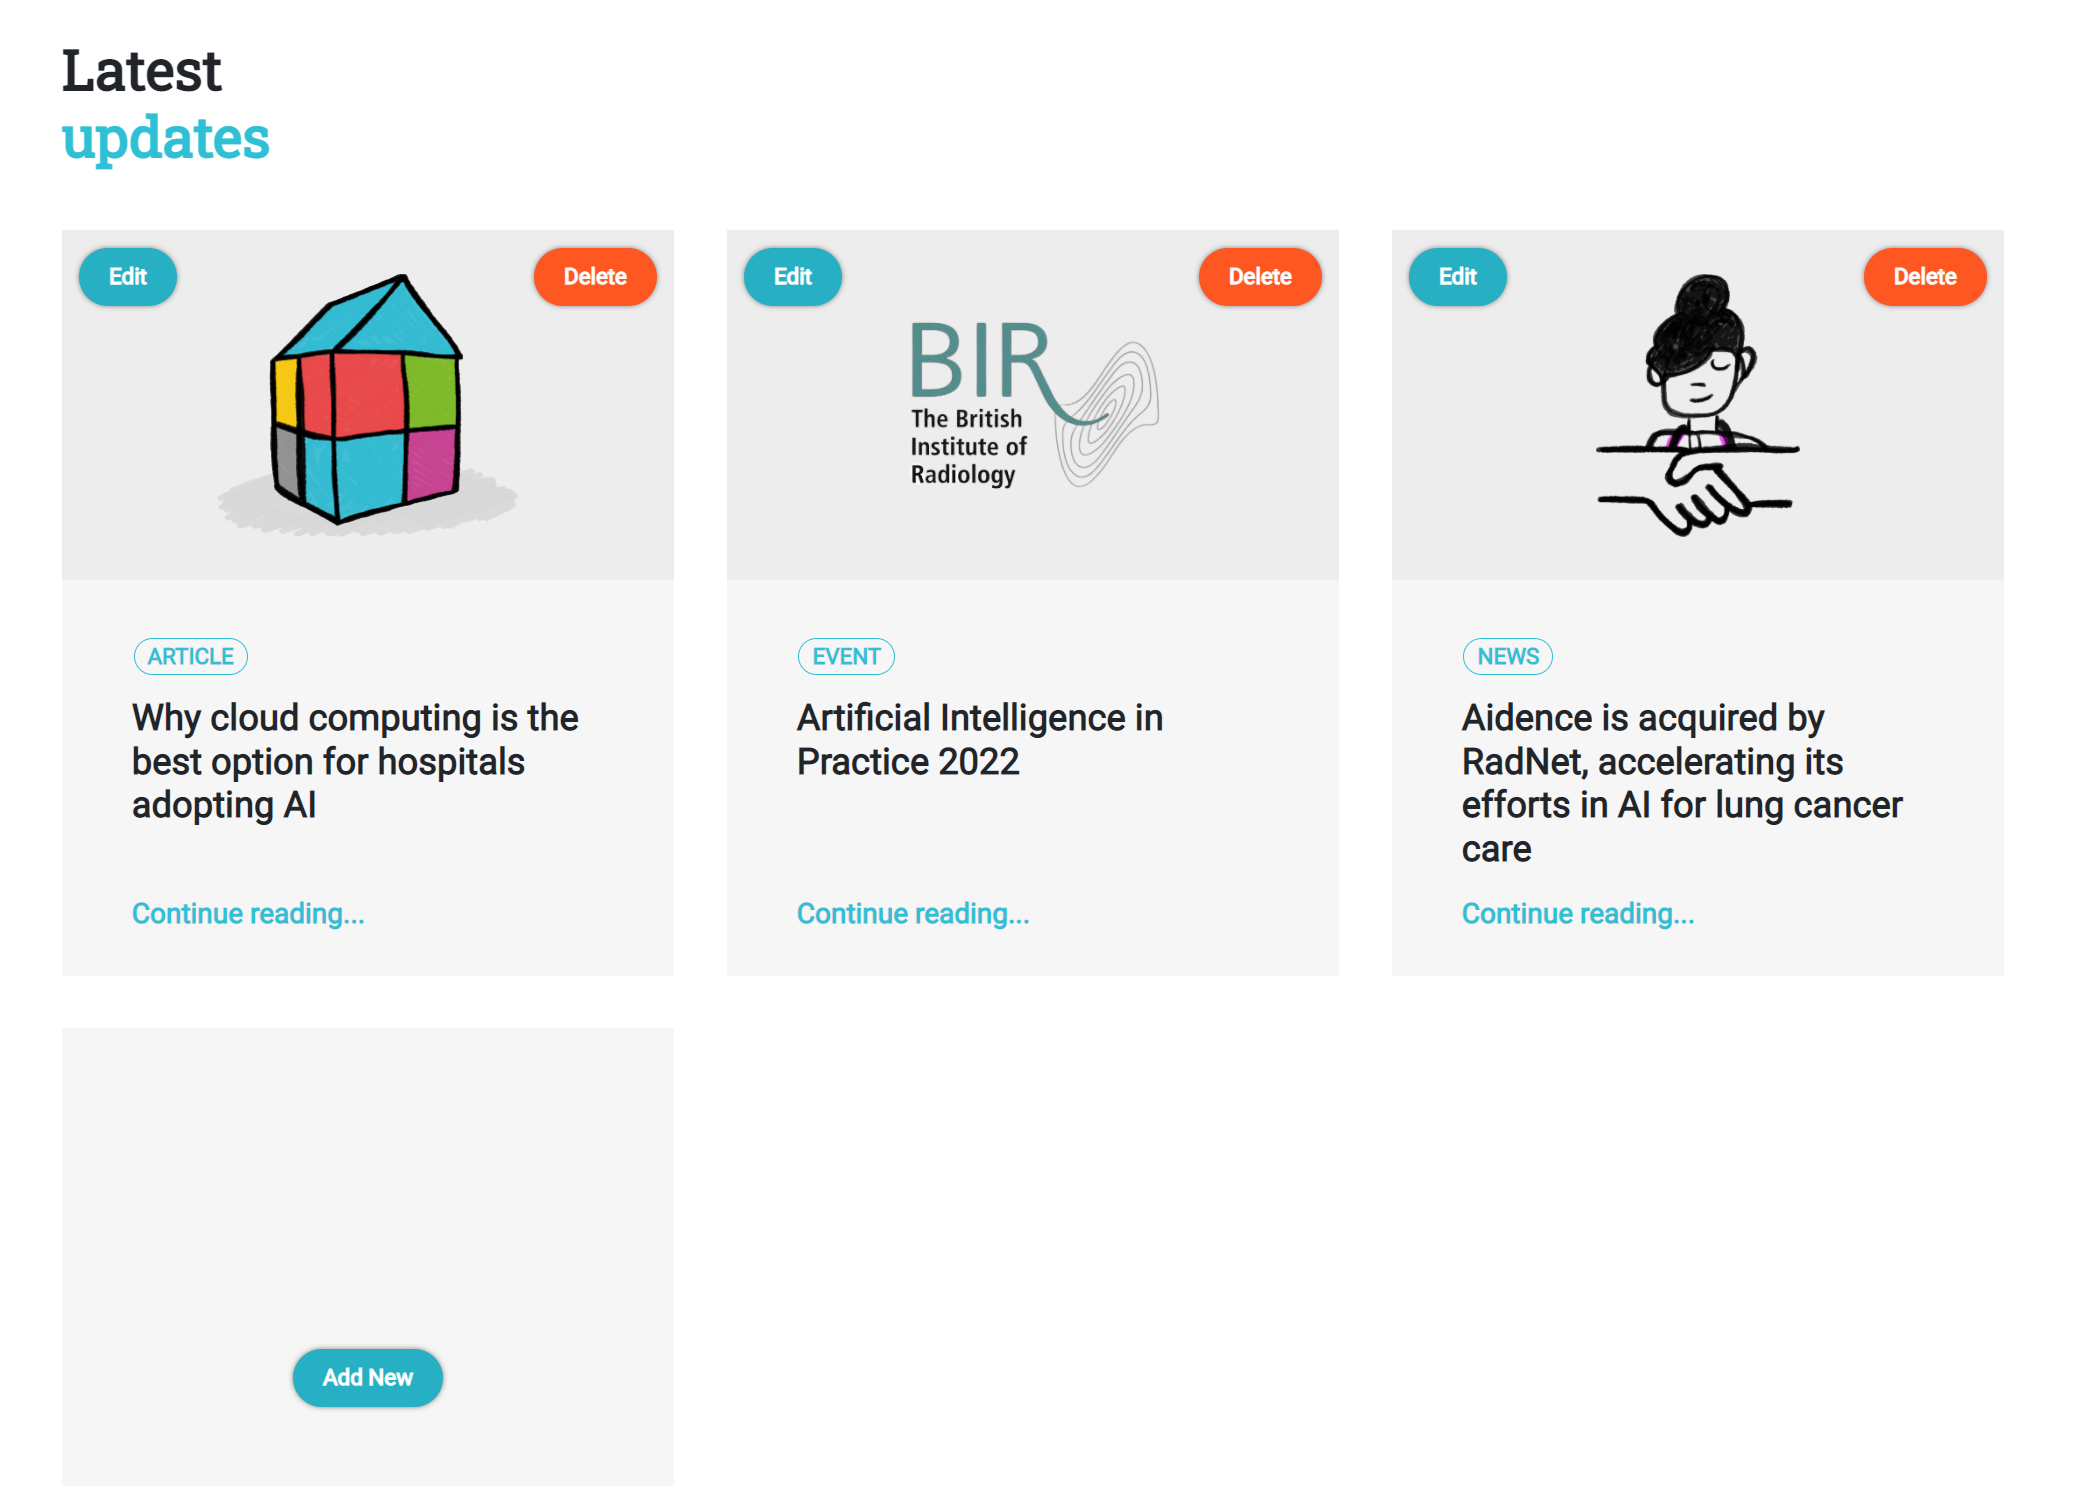 Latest
updates
Edit
Delete
BIR
The British
Institute of
Radiology
ARTICLE
Why cloud computing is the
best option for hospitals
adopting AI
Continue reading...
Edit
Delete
EVENT
Artificial Intelligence in
Practice 2022
Continue reading...
Edit
Delete
NEWS
Aidence is acquired by
RadNet, accelerating its
efforts in AI for lung cancer
care
Continue reading...
Add New